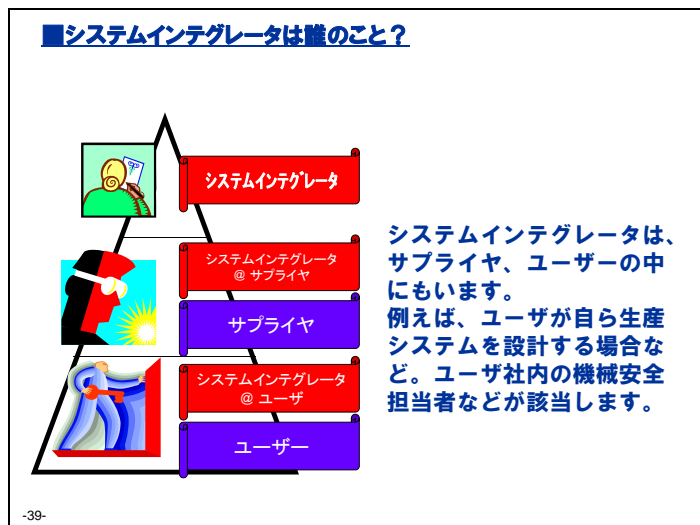 ■システムインテグレータは誰のこと？
システムインテグレータ
システムインテグレータ
@ サプライヤ
サプライヤ
システムインテグレータ
@ ユーザ
ユーザー
システムインテグレータは、
サプライヤ、ユーザーの中
にもいます。
例えば、ユーザが自ら生産
システムを設計する場合な
ど。ユーザ社内の機械安全
担当者などが該当します。
-39-